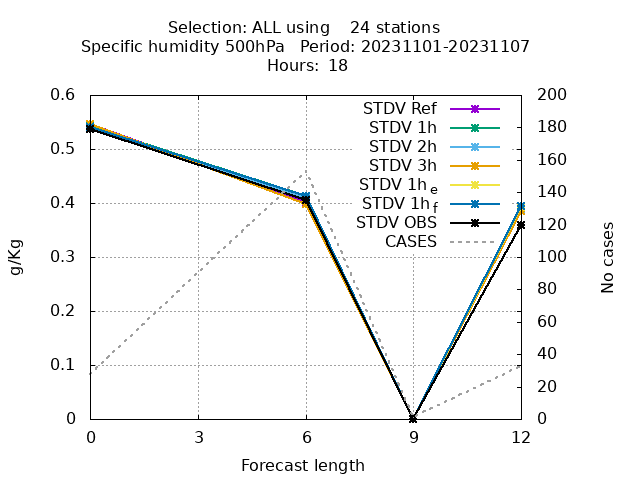 Selection: ALL using    24 stations
Specific humidity 500hPa   Period: 20231101-20231107
Hours: 18
0.6
0.5
0.4
0.3
0.2
0.1
0
g/Kg
STDV Ref
STDV 1h
STDV 2h
STDV 3h
STDV 1h e
STDV 1h f
STDV OBS
CASES
200
180
160
140
120
100
80
60
40
20
0
No cases
0 3 6 9 12
Forecast length